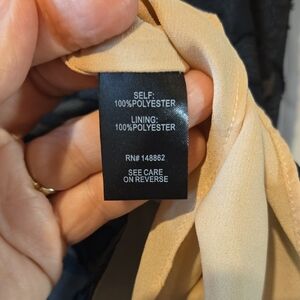 SELF:
100%POLYESTER
LINING:
100%POLYESTER
RN# 148862
SEE CARE
ON REVERSE